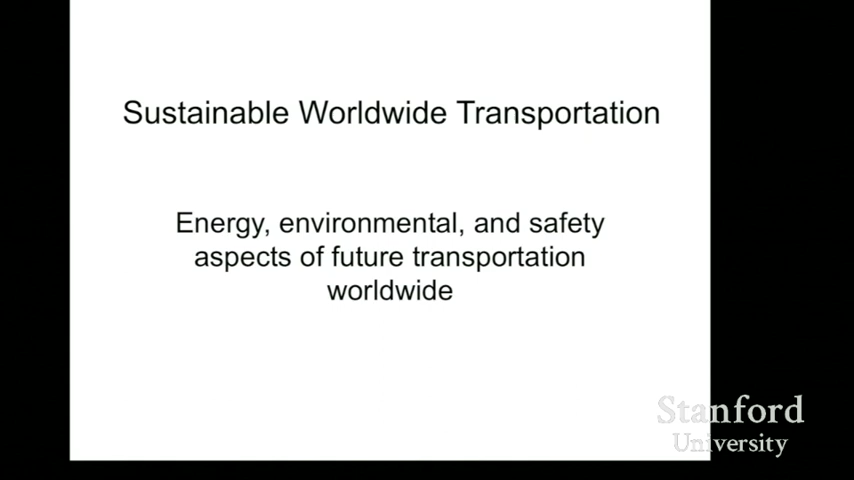 Sustainable Worldwide Transportation
Energy, environmental, and safety
aspects of future transportation
worldwide
Stanford
University